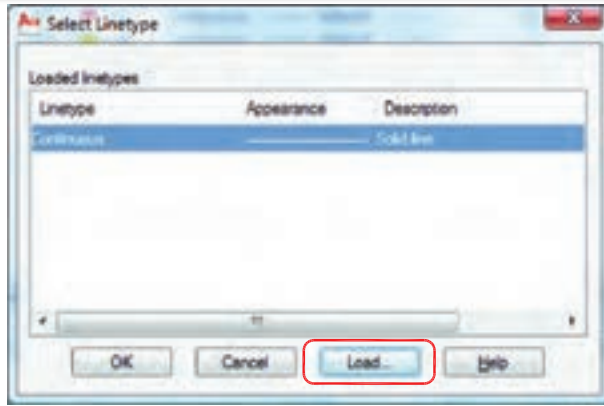 Select Linetype
Loaded linetypes
Linetype Appearance Description
Continuous Solid line
OK Cancel Load... Help